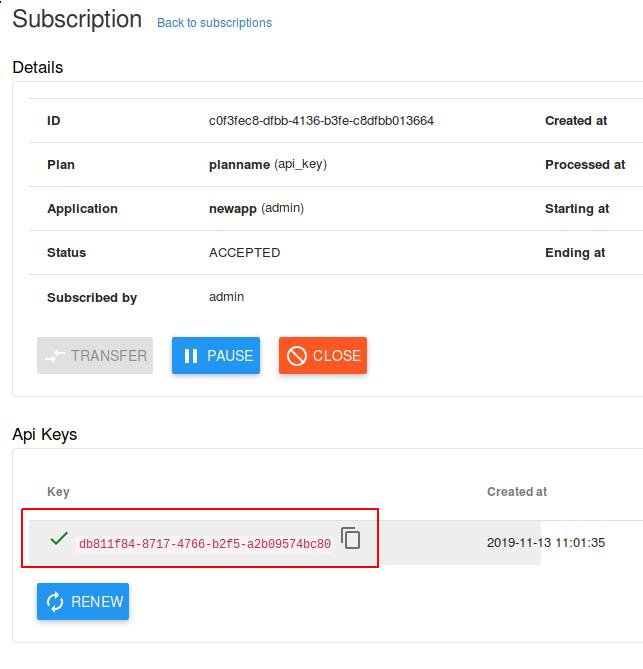 Subscription Back to subscriptions
Details
ID c0f3fec8-dfbb-4136-b3fe-c8dfbb013664 Created at
Plan planname (api_key) Processed at
Application newapp (admin) Starting at
Status ACCEPTED Ending at
Subscribed by admin
TRANSFER PAUSE CLOSE
Api Keys
Key Created at
db811f84-8717-4766-b2f5-a2b09574bc80 2019-11-13 11:01:35
RENEW